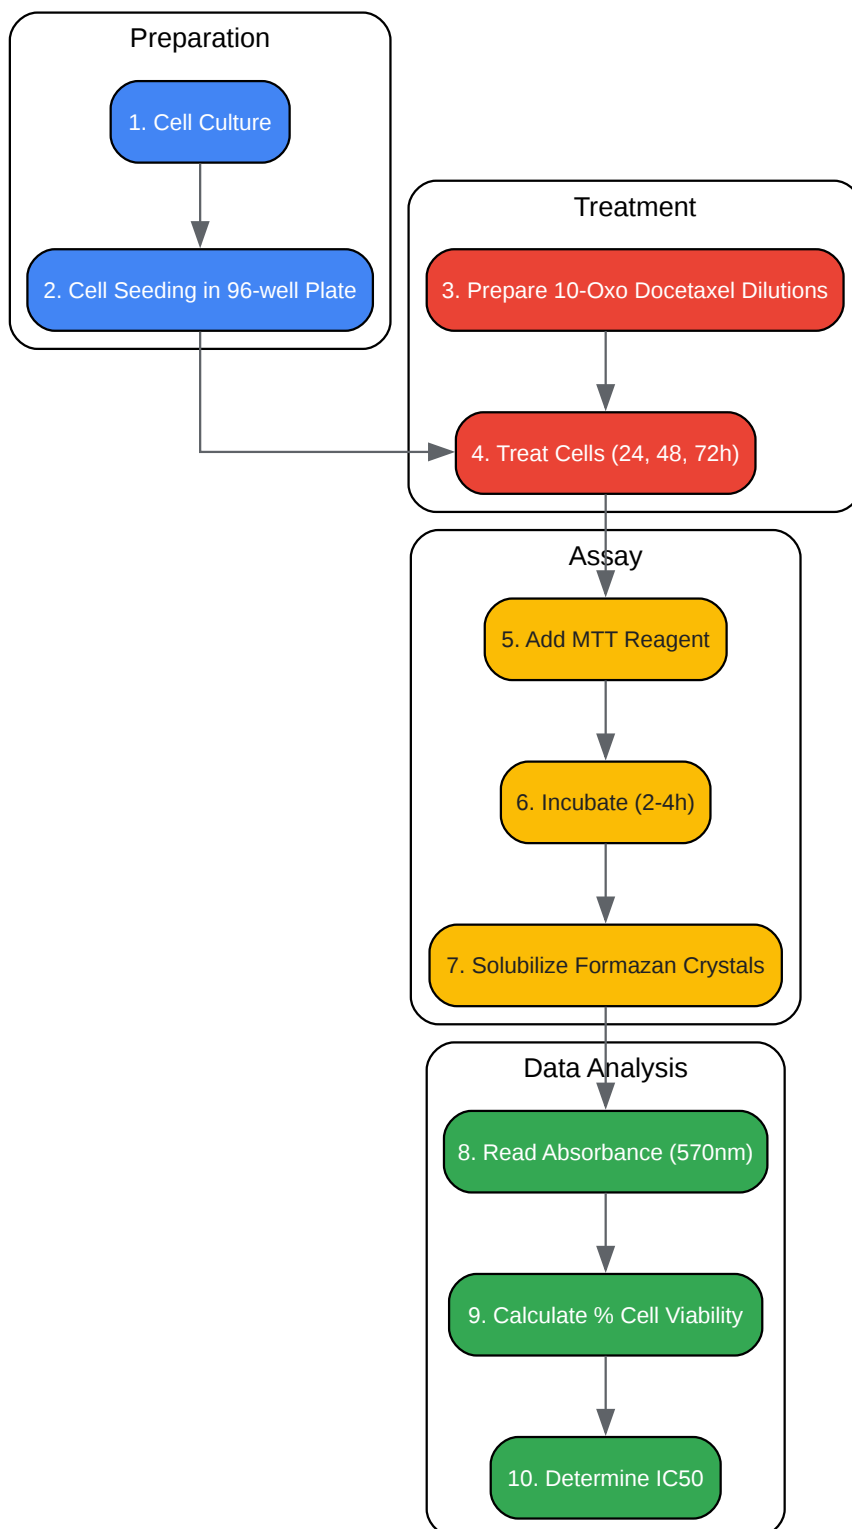 Preparation
1. Cell Culture
2. Cell Seeding in 96-well Plate
Treatment
3. Prepare 10-Oxo Docetaxel Dilutions
4. Treat Cells (24, 48, 72h)
Assay
5. Add MTT Reagent
6. Incubate (2-4h)
7. Solubilize Formazan Crystals
Data Analysis
8. Read Absorbance (570nm)
9. Calculate % Cell Viability
10. Determine IC50